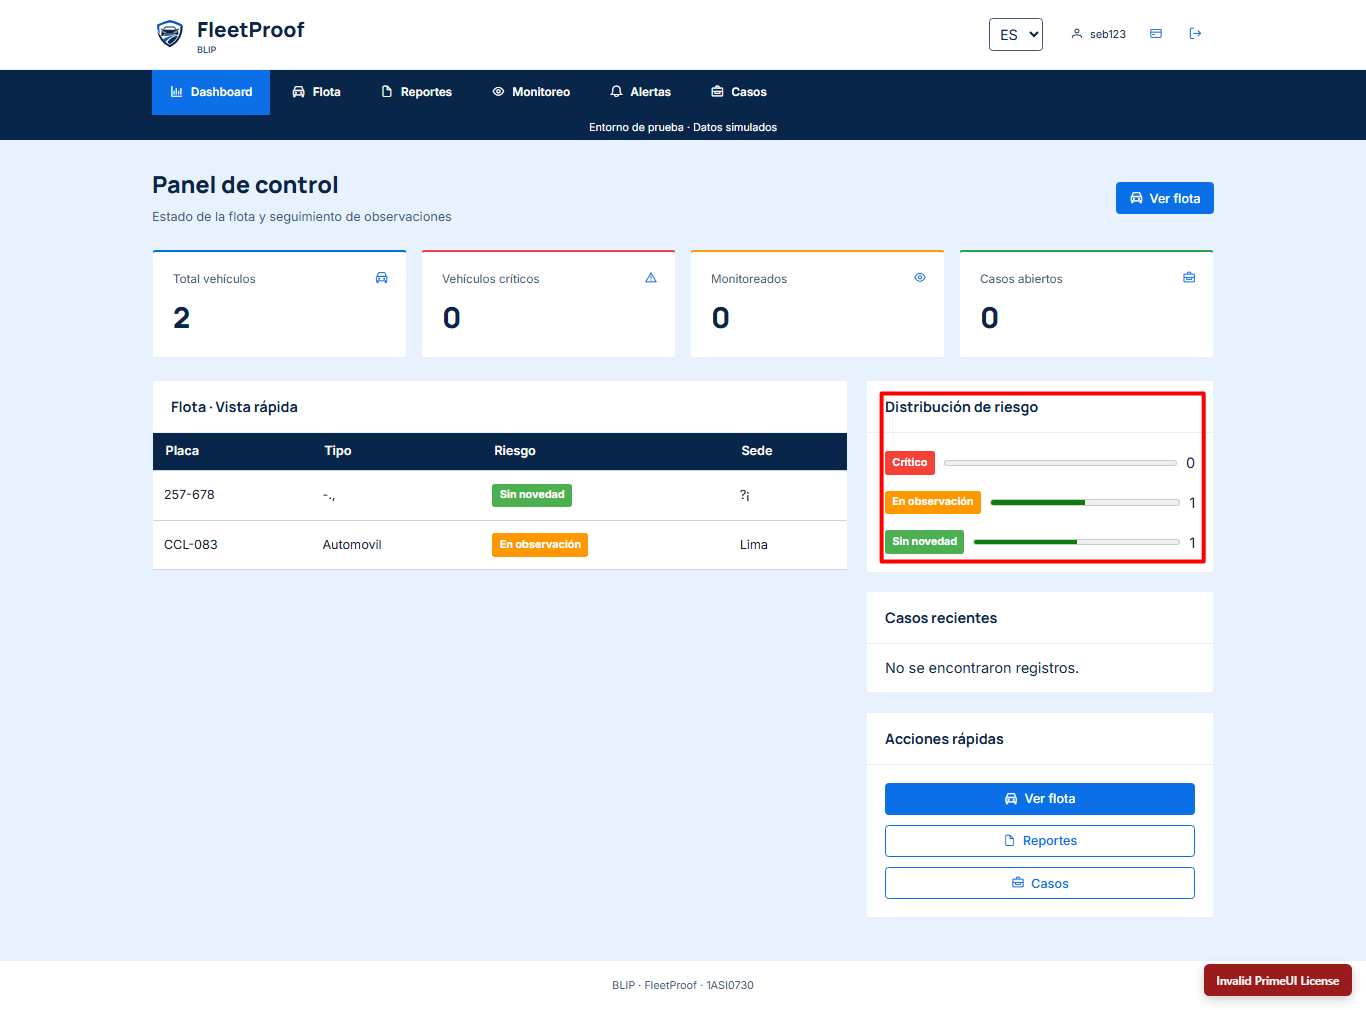 FleetProof
BLIP
ES
seb123
Dashboard
Flota
Reportes
Monitoreo
Alertas
Casos
Entorno de prueba · Datos simulados
Panel de control
Estado de la flota y seguimiento de observaciones
Ver flota
Total vehículos
2
Vehículos críticos
0
Monitoreados
0
Casos abiertos
0
Flota · Vista rápida
Placa Tipo Riesgo Sede
257-678 -., Sin novedad ?¡
CCL-083 Automovil En observación Lima
Distribución de riesgo
Crítico 0
En observación 1
Sin novedad 1
Casos recientes
No se encontraron registros.
Acciones rápidas
Ver flota
Reportes
Casos
BLIP · FleetProof · 1ASI0730
Invalid PrimeUI License